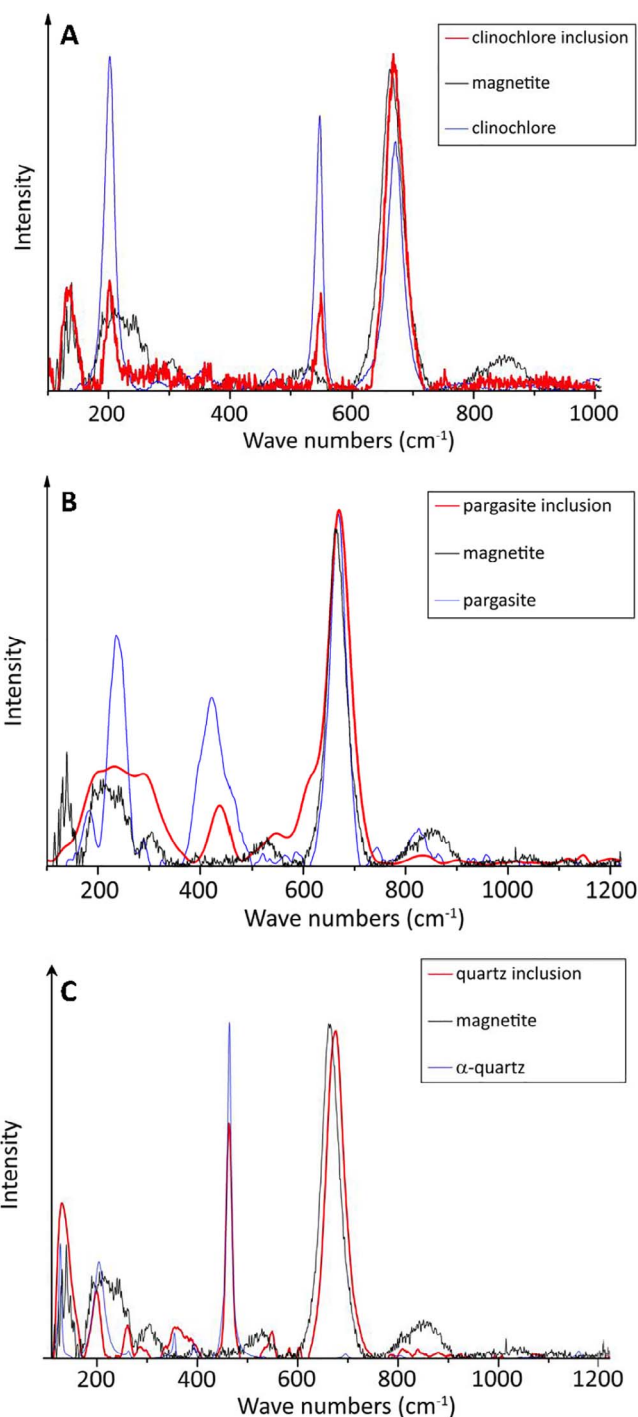 A
clinochlore inclusion
magnetite
clinochlore
Intensity
200 400 600 800 1000
Wave numbers (cm⁻¹)
B
pargasite inclusion
magnetite
pargasite
Intensity
200 400 600 800 1000 1200
Wave numbers (cm⁻¹)
C
quartz inclusion
magnetite
α-quartz
Intensity
200 400 600 800 1000 1200
Wave numbers (cm⁻¹)